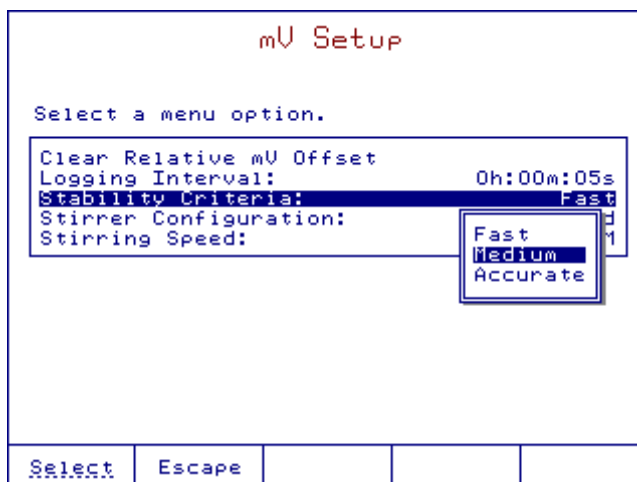 mV Setup
Select a menu option.
Clear Relative mV Offset
Logging Interval: 0h:00m:05s
Stability Criteria: Fast
Stirrer Configuration:
Stirring Speed:
Fast
Medium
Accurate
Select Escape